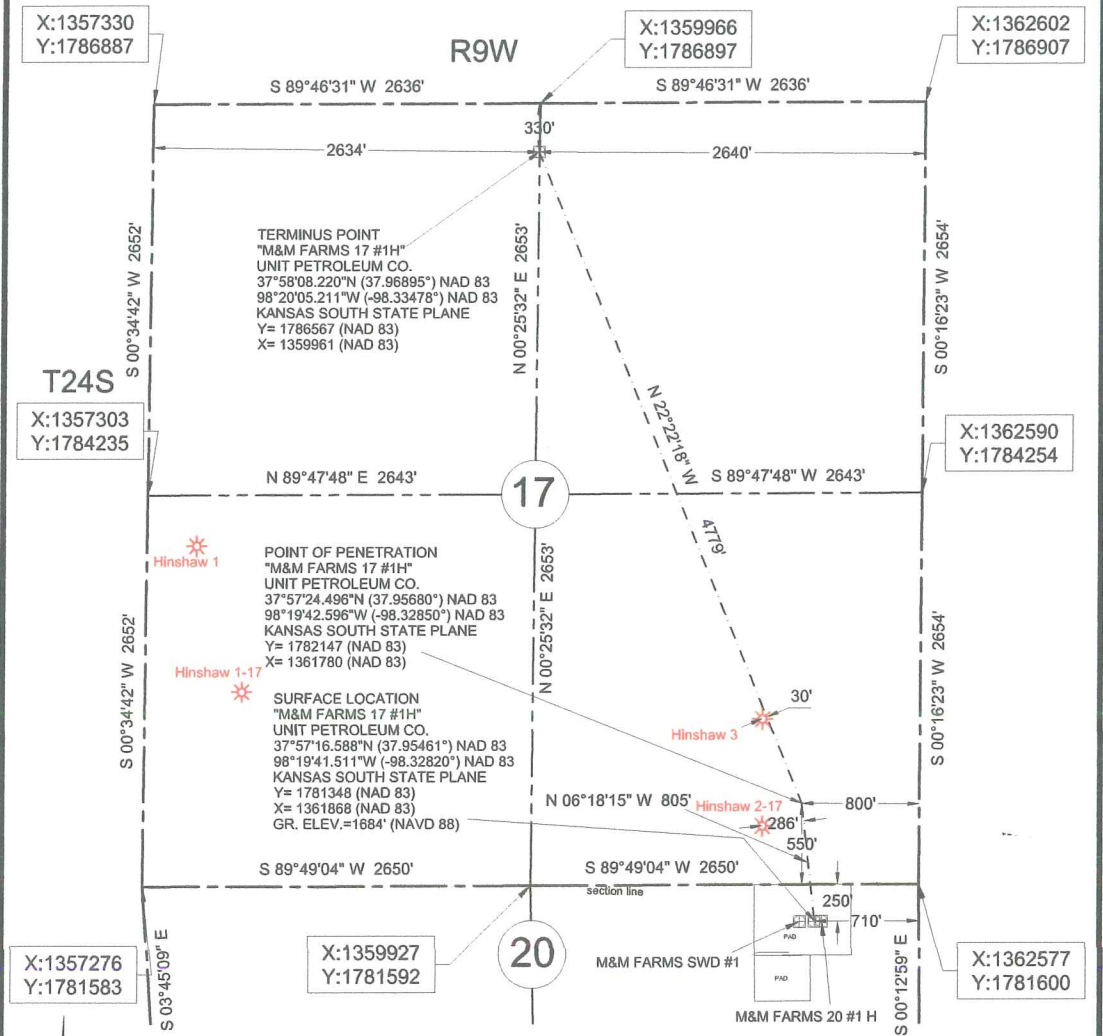 X:1357330
Y:1786887
R9W
X:1359966
Y:1786897
X:1362602
Y:1786907
S 89°46'31" W 2636'
S 89°46'31" W 2636'
330'
2634'
2640'
S 00°34'42" W 2652'
TERMINUS POINT
"M&M FARMS 17 #1H"
UNIT PETROLEUM CO.
37°58'08.220"N (37.96895°) NAD 83
98°20'05.211"W (-98.33478°) NAD 83
KANSAS SOUTH STATE PLANE
Y= 1786567 (NAD 83)
X= 1359961 (NAD 83)
N 00°25'32" E 2653'
S 00°16'23" W 2654'
T24S
X:1357303
Y:1784235
N 22°22'18" W
4779'
X:1362590
Y:1784254
N 89°47'48" E 2643'
17
S 89°47'48" W 2643'
Hinshaw 1
POINT OF PENETRATION
"M&M FARMS 17 #1H"
UNIT PETROLEUM CO.
37°57'24.496"N (37.95680°) NAD 83
98°19'42.596"W (-98.32850°) NAD 83
KANSAS SOUTH STATE PLANE
Y= 1782147 (NAD 83)
X= 1361780 (NAD 83)
N 00°25'32" E 2653'
S 00°34'42" W 2652'
S 00°16'23" W 2654'
Hinshaw 1-17
SURFACE LOCATION
"M&M FARMS 17 #1H"
UNIT PETROLEUM CO.
37°57'16.588"N (37.95461°) NAD 83
98°19'41.511"W (-98.32820°) NAD 83
KANSAS SOUTH STATE PLANE
Y= 1781348 (NAD 83)
X= 1361868 (NAD 83)
GR. ELEV.=1684' (NAVD 88)
30'
Hinshaw 3
N 06°18'15" W 805'
Hinshaw 2-17
800'
286'
550'
S 89°49'04" W 2650'
S 89°49'04" W 2650'
section line
250'
710'
PAD
PAD
X:1357276
Y:1781583
S 03°45'09" E
X:1359927
Y:1781592
20
M&M FARMS SWD #1
M&M FARMS 20 #1 H
S 00°12'59" E
X:1362577
Y:1781600